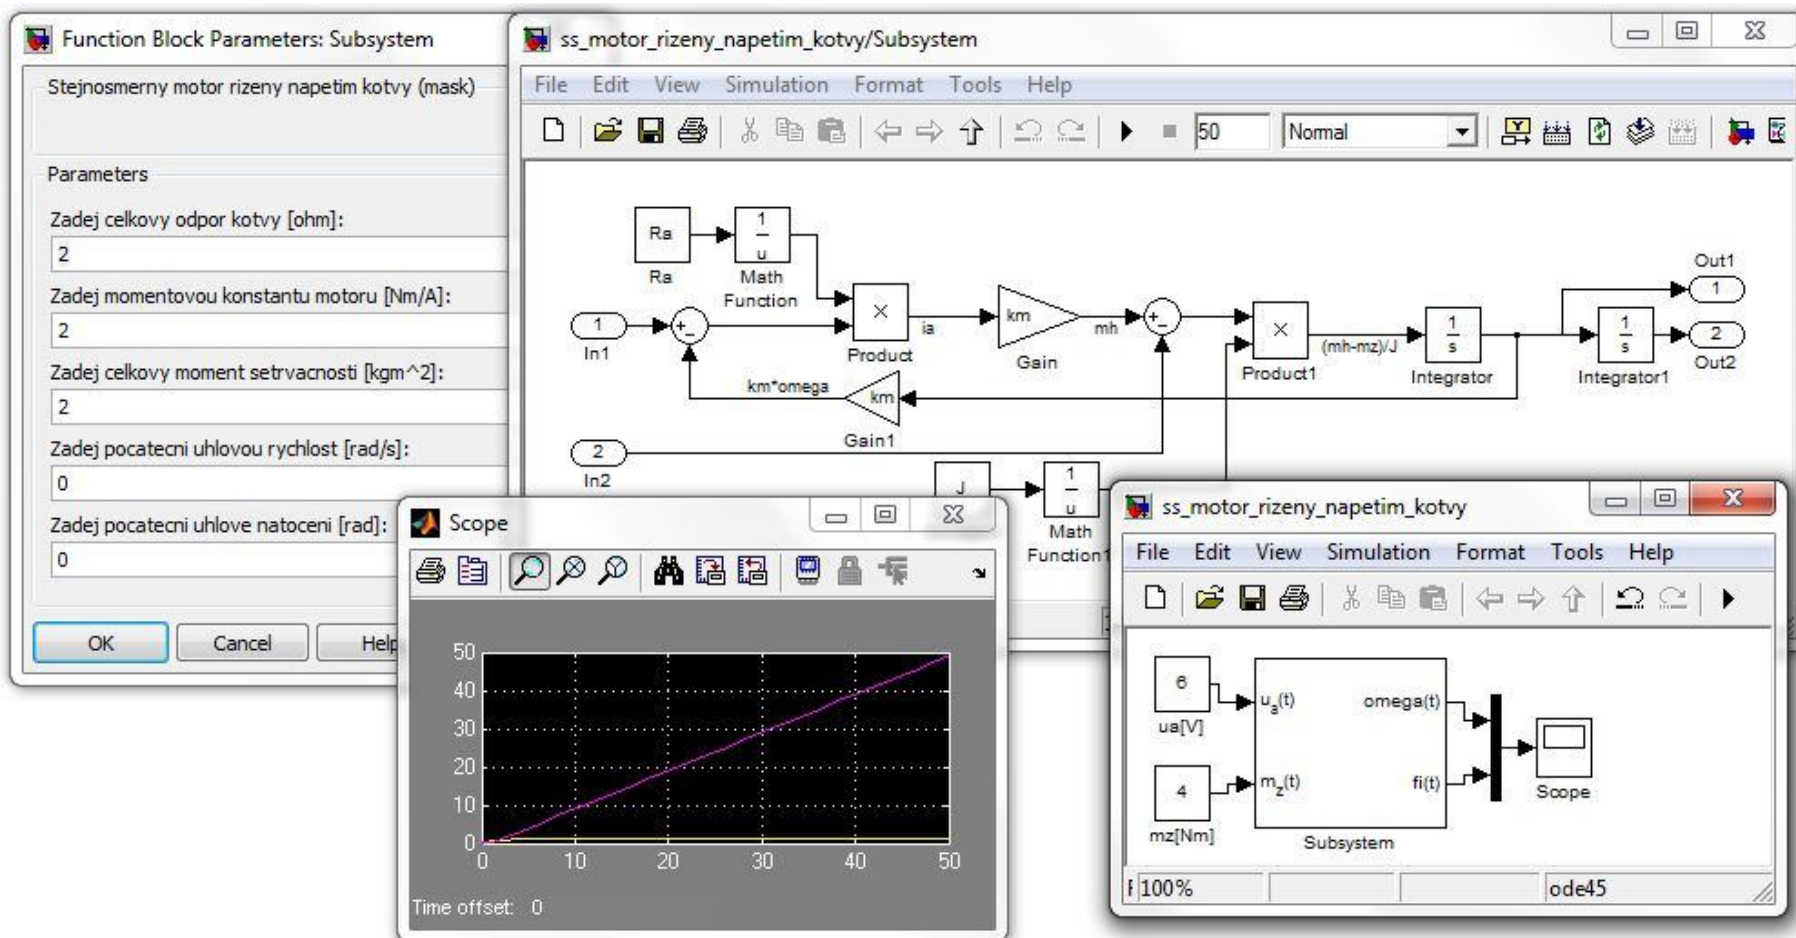 Function Block Parameters: Subsystem
Stejnosmerny motor rizeny napetim kotvy (mask)
Parameters
Zadej celkovy odpor kotvy [ohm]:
2
Zadej momentovou konstantu motoru [Nm/A]:
2
Zadej celkovy moment setrvacnosti [kgm^2]:
2
Zadej pocatecni uhlovou rychlost [rad/s]:
0
Zadej pocatecni uhlove natoceni [rad]:
0
OK Cancel Help
ss_motor_rizeny_napetim_kotvy/Subsystem
File Edit View Simulation Format Tools Help
50 Normal
Ra
Ra
1
u
Math
Function
1
In1
+
-
×
Product
ia
km
Gain
mh
+
-
×
Product1
(mh-mz)/J
1
s
Integrator
1
s
Integrator1
Out1
1
2
Out2
km*omega
km
Gain1
2
In2
J
1
u
Math
Function1
Scope
50
40
30
20
10
0
0 10 20 30 40 50
Time offset: 0
ss_motor_rizeny_napetim_kotvy
File Edit View Simulation Format Tools Help
6
ua[V]
4
mz[Nm]
u_a(t)
m_z(t)
omega(t)
fi(t)
Subsystem
Scope
100% ode45